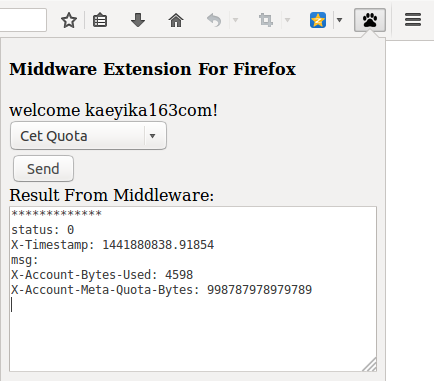 Middware Extension For Firefox
welcome kaeyika163com!
Cet Quota
Send
Result From Middleware:
*************
status: 0
X-Timestamp: 1441880838.91854
msg:
X-Account-Bytes-Used: 4598
X-Account-Meta-Quota-Bytes: 998787978979789